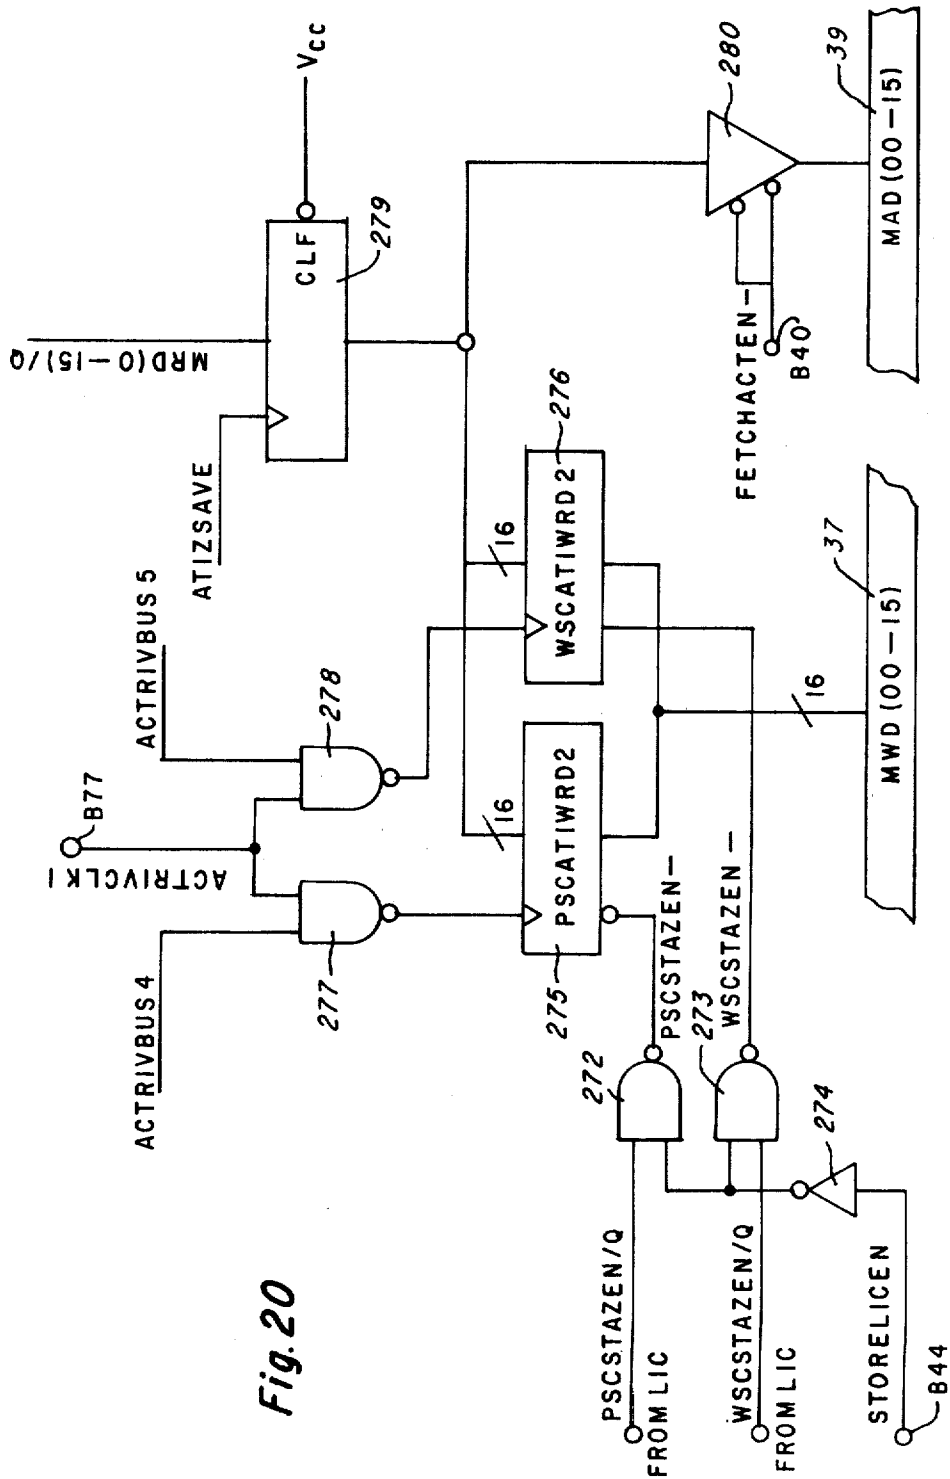 Fig. 20
ACTRIVBUS 4
ACTRIVCLK1
B77
ACTRIVBUS 5
ATIZSAVE
MRD(0-15)/Q
CLF
VCC
279
277
278
16
16
275
PSCATIWRD2
276
WSCATIWRD2
280
FETCHACTEN-
B40
PSCSTAZEN/Q
FROM LIC
272
PSCSTAZEN-
WSCSTAZEN/Q
FROM LIC
273
WSCSTAZEN-
274
STORELICEN
B44
16
37
MWD (00-15)
39
MAD (00-15)